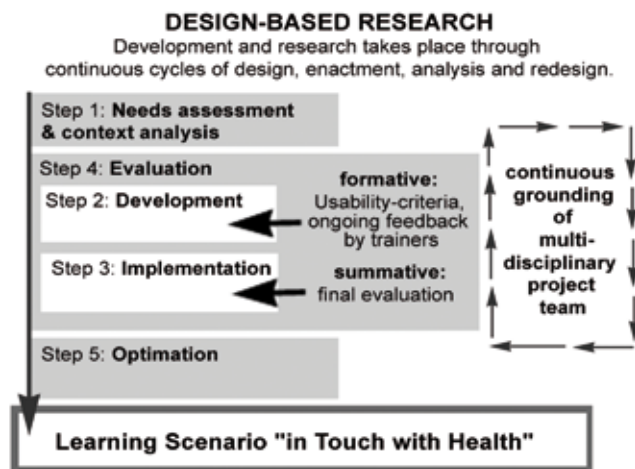 DESIGN-BASED RESEARCH
Development and research takes place through
continuous cycles of design, enactment, analysis and redesign.
Step 1: Needs assessment
& context analysis
Step 4: Evaluation
Step 2: Development
formative:
Usability-criteria,
ongoing feedback
by trainers
Step 3: Implementation
summative:
final evaluation
continuous
grounding
of
multi-
disciplinary
project
team
Step 5: Optimation
Learning Scenario "in Touch with Health"